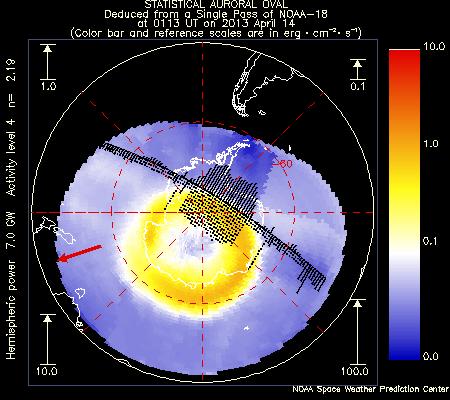 STATISTICAL AURORAL OVAL
Deduced from a Single Pass of NOAA-18
at 0113 UT on 2013 April 14
(Color bar and reference scales are in erg · cm⁻² · s⁻¹)
Hemispheric power 7.0 GW Activity level 4 n= 2.19
1.0
0.1
10.0
100.0
-60
10.0
1.0
0.1
0.0
NOAA Space Weather Prediction Center